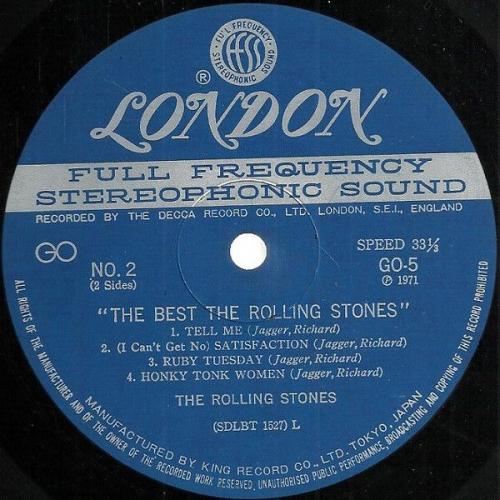 FULL FREQUENCY
ffss
STEREOPHONIC SOUND
®
LONDON
FULL FREQUENCY
STEREOPHONIC SOUND
RECORDED BY THE DECCA RECORD CO., LTD. LONDON, S.E.I., ENGLAND
GO
SPEED 33⅓
NO. 2
GO-5
(2 Sides)
℗ 1971
"THE BEST THE ROLLING STONES"
1. TELL ME (Jagger, Richard)
2. (I Can't Get No) SATISFACTION (Jagger, Richard)
3. RUBY TUESDAY (Jagger, Richard)
4. HONKY TONK WOMEN (Jagger, Richard)
THE ROLLING STONES
(SDLBT 1527) L
MANUFACTURED BY KING RECORD CO., LTD. TOKYO, JAPAN
ALL RIGHTS OF THE MANUFACTURER AND OF THE OWNER OF THE RECORDED WORK RESERVED, UNAUTHORISED PUBLIC PERFORMANCE, BROADCASTING AND COPYING OF THIS RECORD PROHIBITED